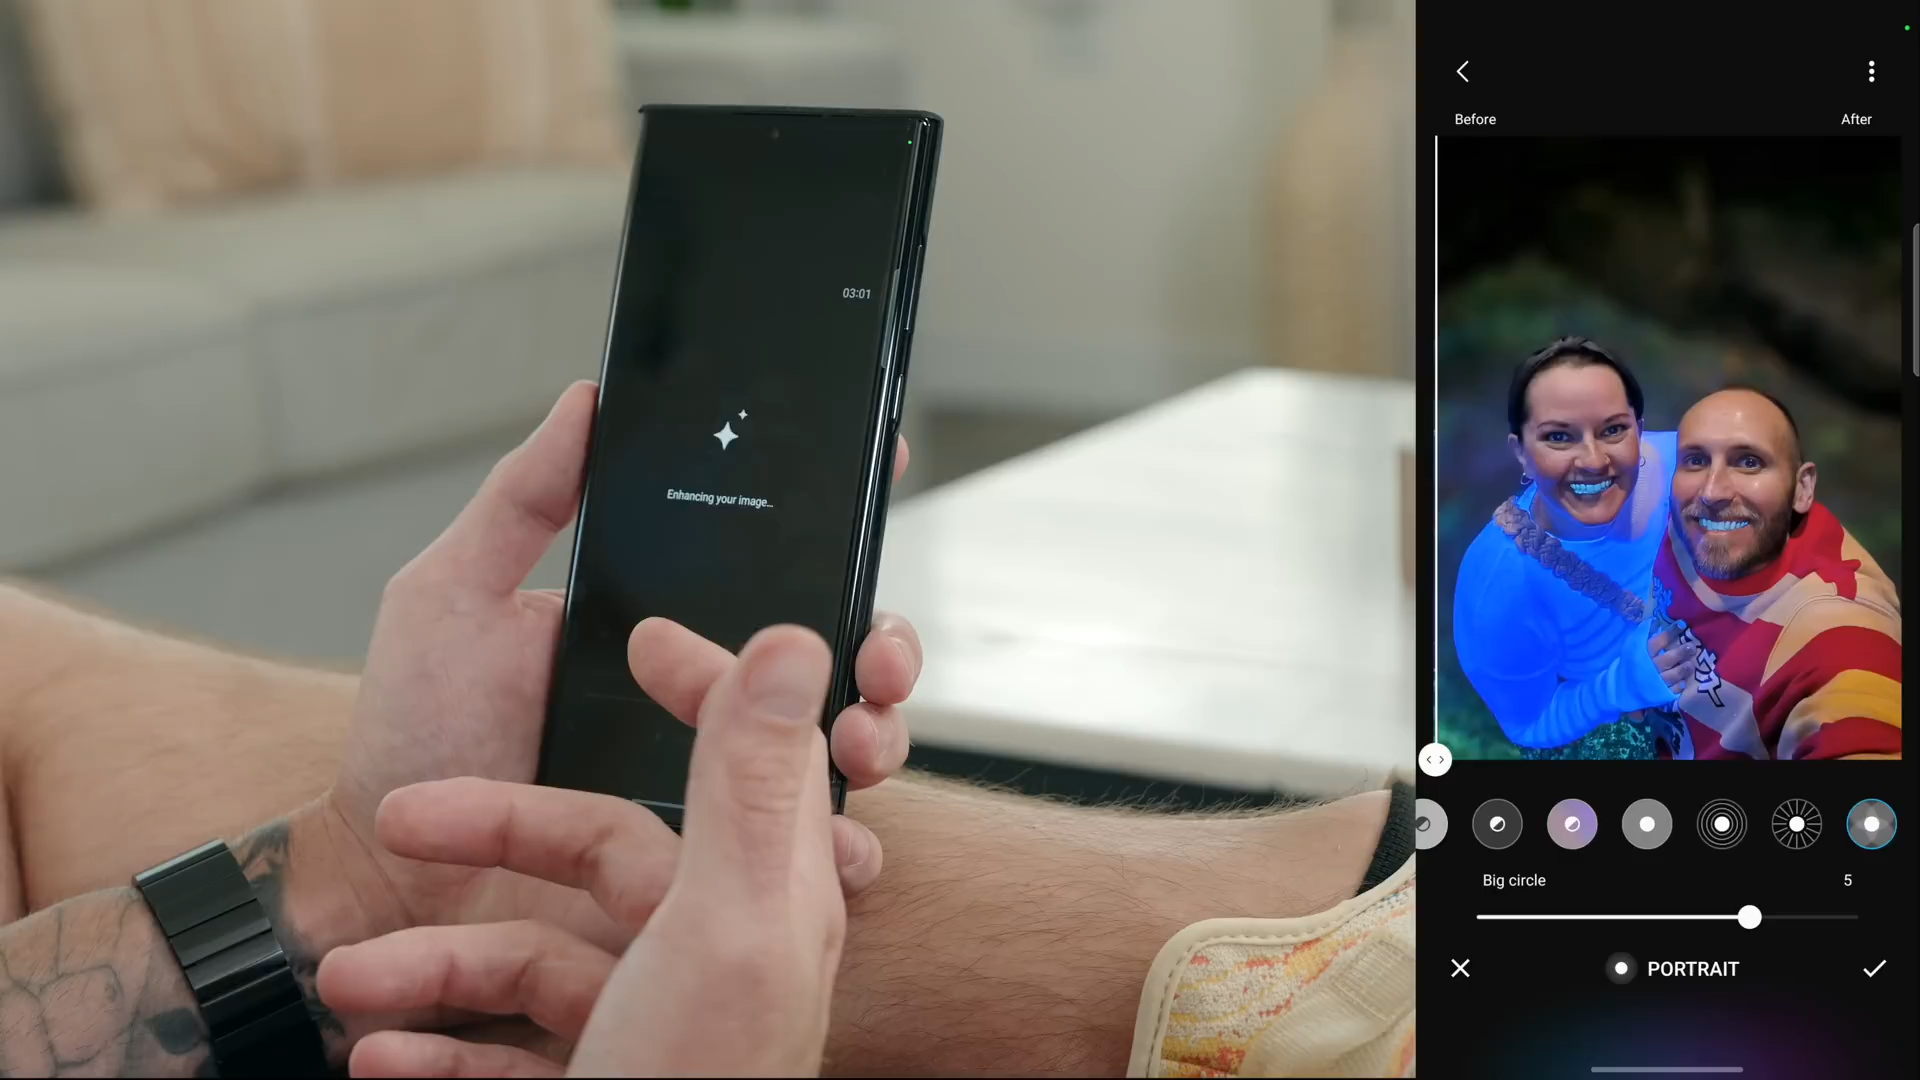 03:01
Enhancing your image...
Before
After
Big circle
5
PORTRAIT